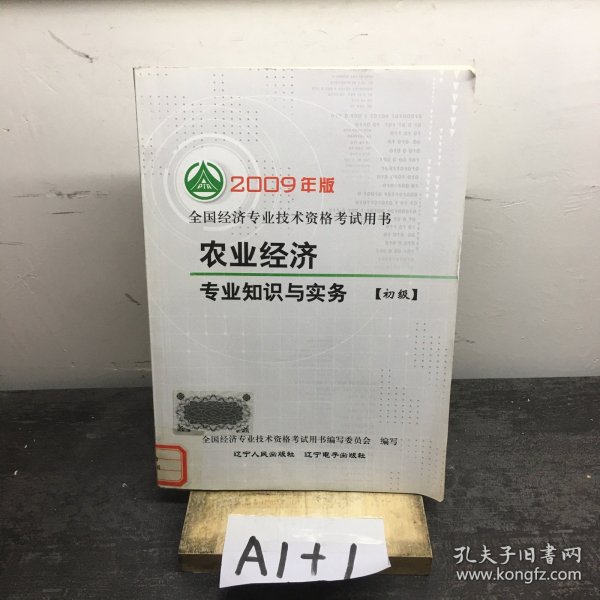 2009年版
PTA
全国经济专业技术资格考试用书
农业经济
专业知识与实务 【初级】
全国经济专业技术资格考试用书编写委员会 编写
辽宁人民出版社 辽宁电子出版社
A1+1
孔夫子旧书网
www.kongfz.com